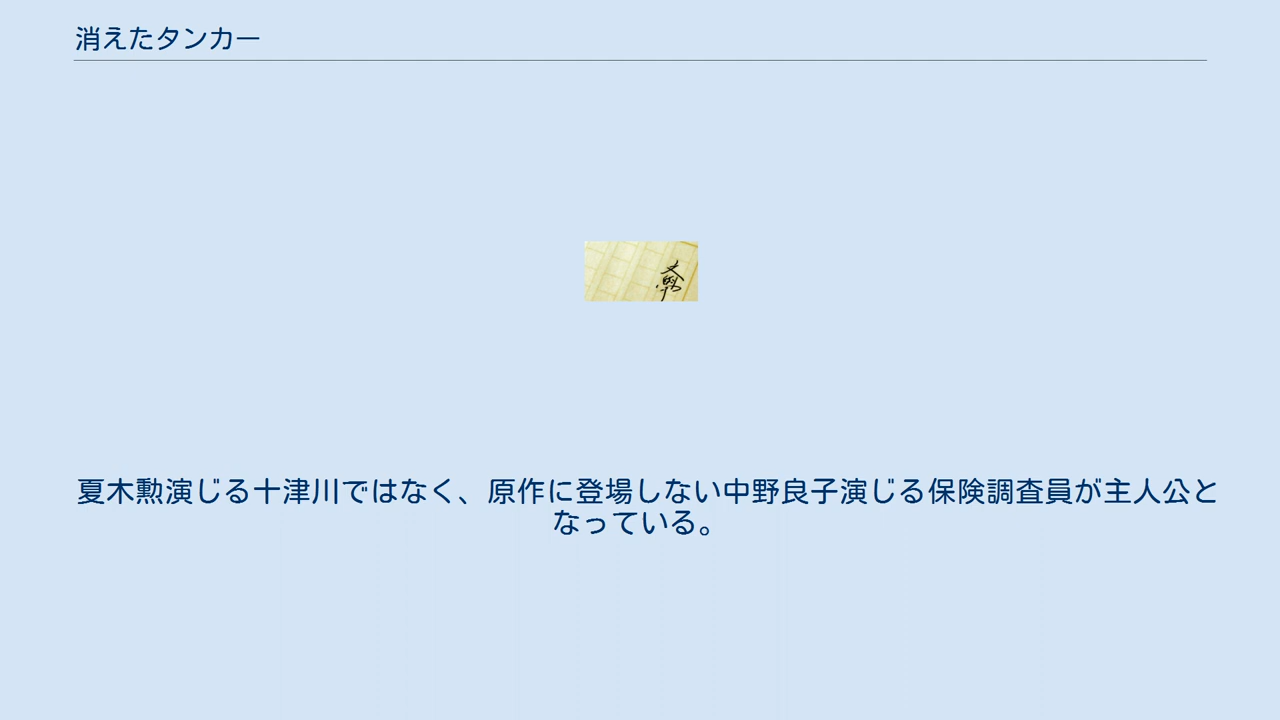 消えたタンカー
夏木勲演じる十津川ではなく、原作に登場しない中野良子演じる保険調査員が主人公と
なっている。